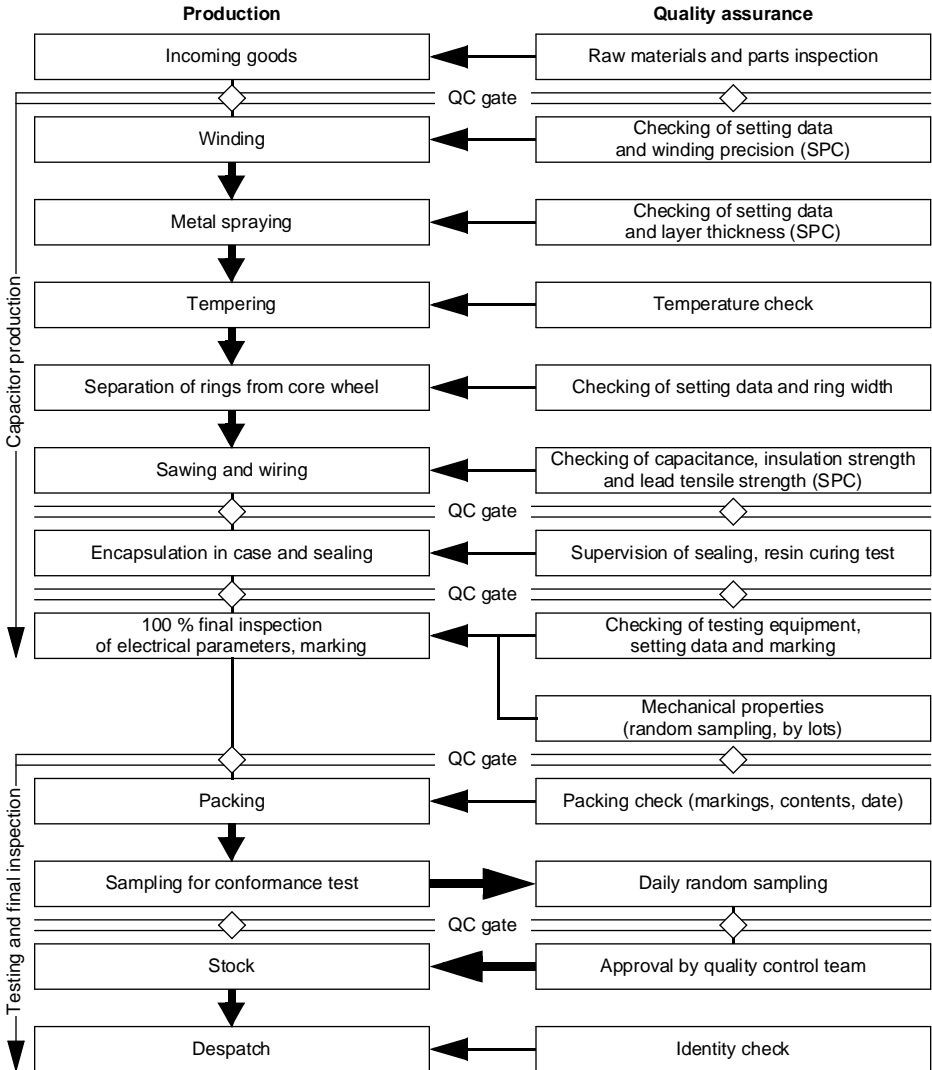 Production
Quality assurance
Incoming goods
Raw materials and parts inspection
QC gate
Winding
Checking of setting data
and winding precision (SPC)
Metal spraying
Checking of setting data
and layer thickness (SPC)
Capacitor production
Tempering
Temperature check
Separation of rings from core wheel
Checking of setting data and ring width
Sawing and wiring
Checking of capacitance, insulation strength
and lead tensile strength (SPC)
QC gate
Encapsulation in case and sealing
Supervision of sealing, resin curing test
QC gate
100 % final inspection
of electrical parameters, marking
Checking of testing equipment,
setting data and marking
Mechanical properties
(random sampling, by lots)
QC gate
Testing and final inspection
Packing
Packing check (markings, contents, date)
Sampling for conformance test
Daily random sampling
QC gate
Stock
Approval by quality control team
Despatch
Identity check